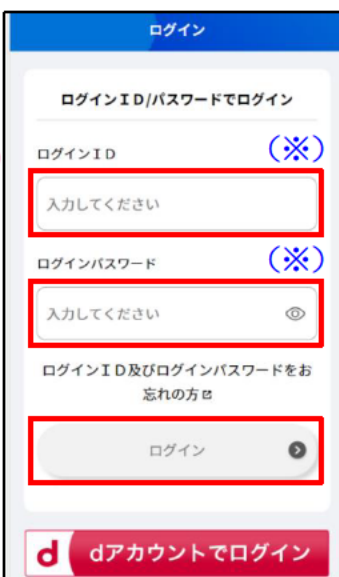 ログイン
ログインＩＤ/パスワードでログイン
ログインＩＤ
(※)
入力してください
ログインパスワード
(※)
入力してください
ログインＩＤ及びログインパスワードをお
忘れの方
ログイン
d dアカウントでログイン